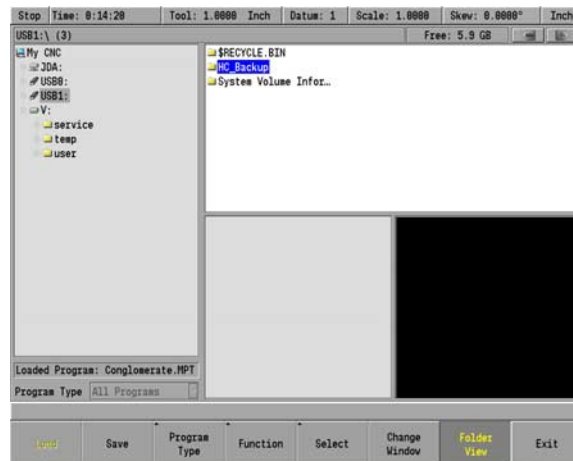 Stop Time: 0:14:20 Tool: 1.0000 Inch Datum: 1 Scale: 1.0000 Skew: 0.0000° Inch
USB1:\ (3) Free: 5.9 GB
My CNC
JDA:
USB0:
USB1:
V:
service
temp
user
$RECYCLE.BIN
HC_Backup
System Volume Infor…
Loaded Program: Conglomerate.MPT
Program Type All Programs
Load Save Program Type Function Select Change Window Folder View Exit